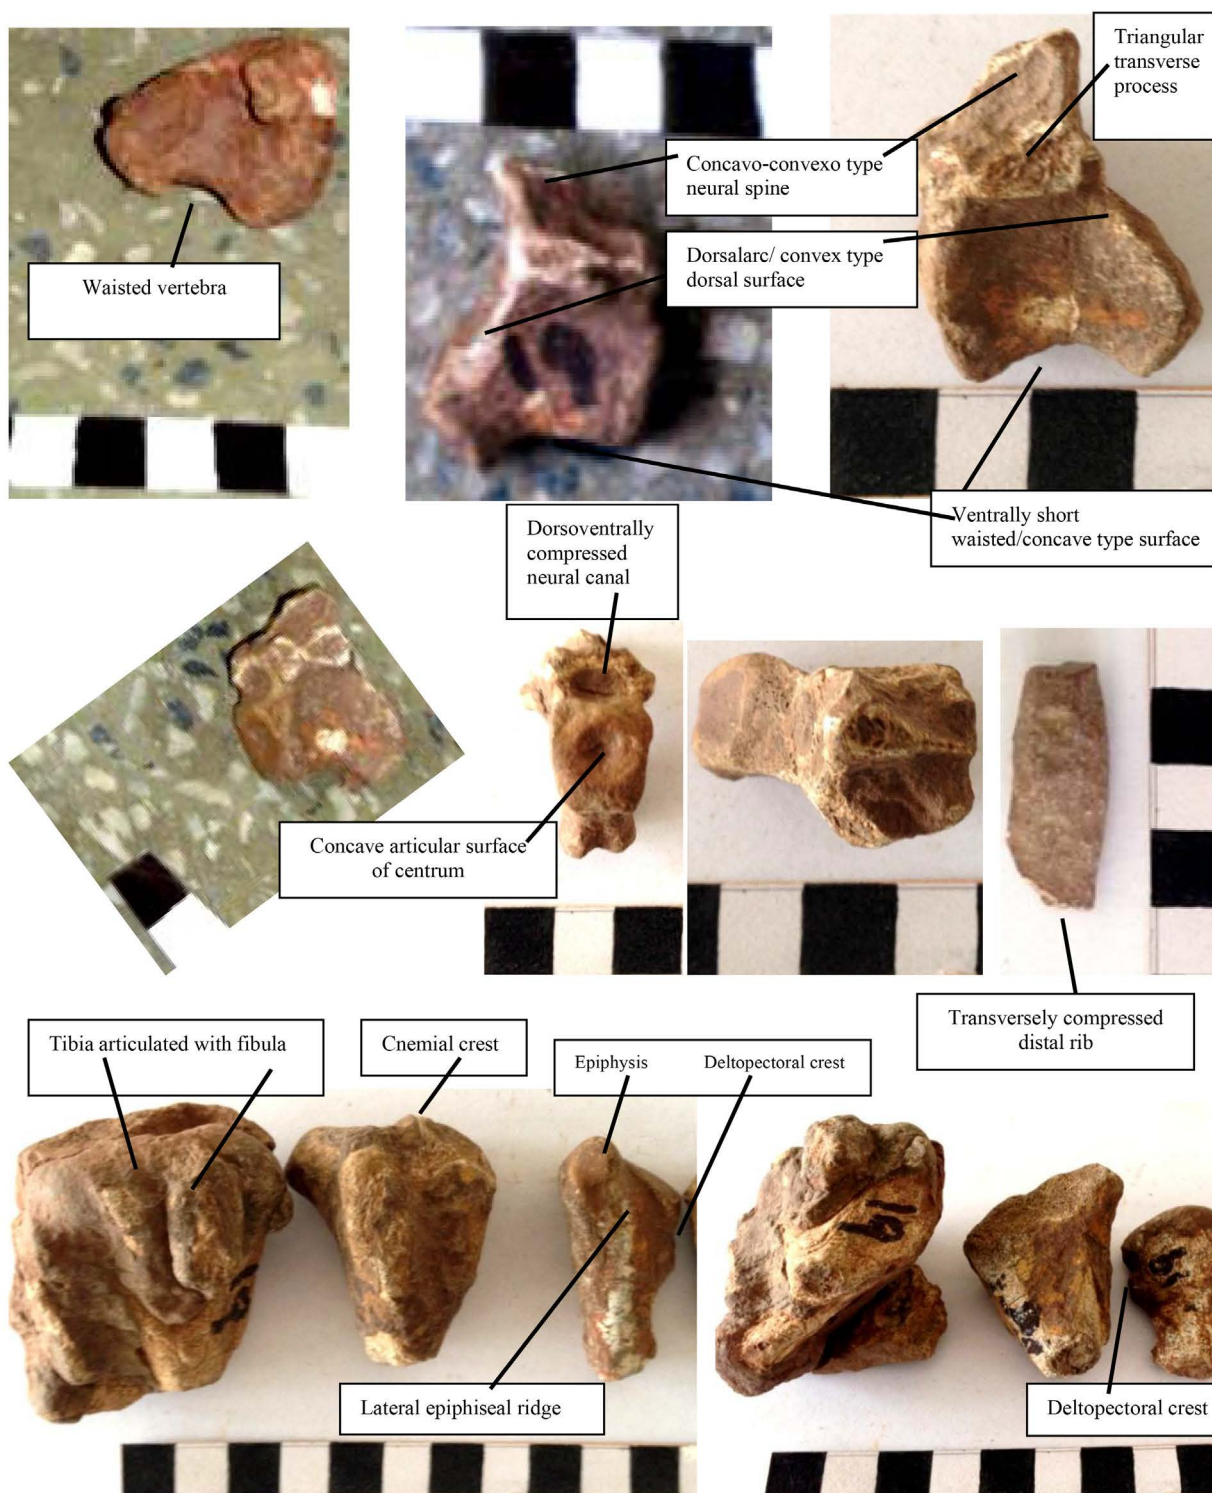 Triangular
transverse
process
Concavo-convexo type
neural spine
Dorsalarc/ convex type
dorsal surface
Waisted vertebra
Ventrally short
waisted/concave type surface
Dorsoventrally
compressed
neural canal
Concave articular surface
of centrum
Transversely compressed
distal rib
Tibia articulated with fibula
Cnemial crest
Epiphysis Deltopectoral crest
Lateral epiphiseal ridge
Deltopectoral crest